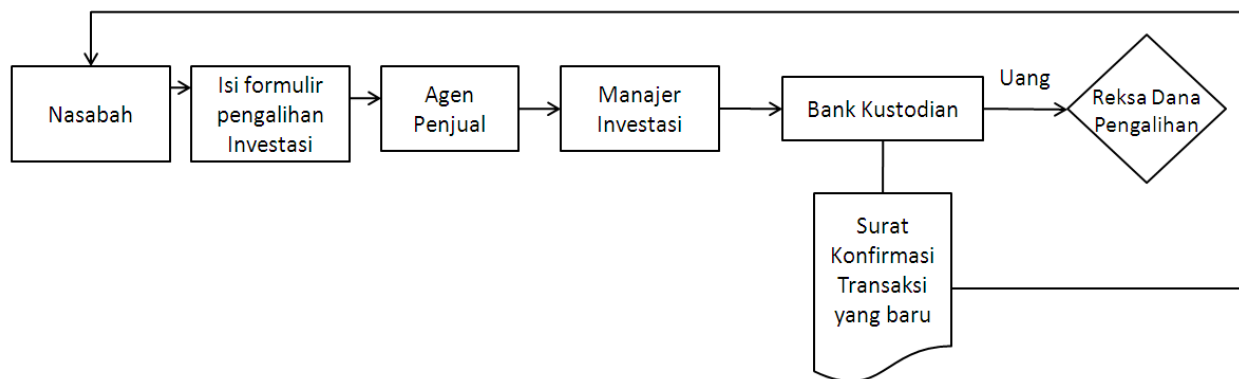 Nasabah
Isi formulir
pengalihan
Investasi
Agen
Penjual
Manajer
Investasi
Bank Kustodian
Uang
Reksa Dana
Pengalihan
Surat
Konfirmasi
Transaksi
yang baru